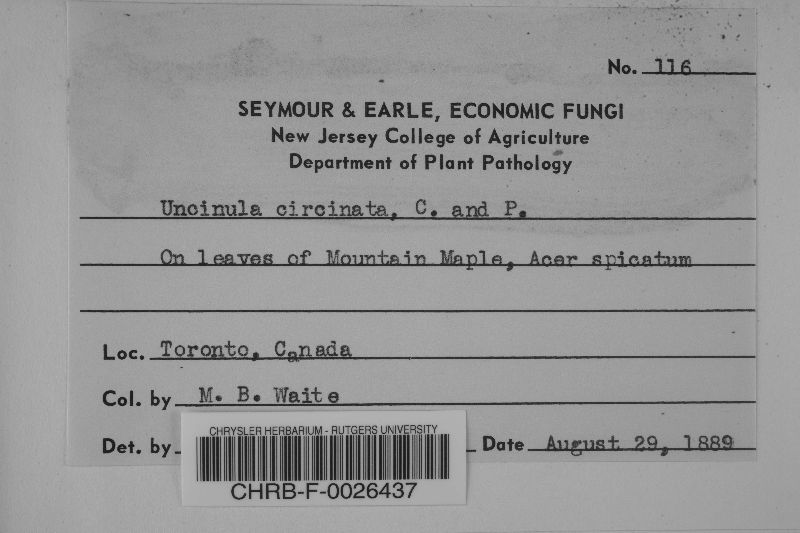 No. 116
SEYMOUR & EARLE, ECONOMIC FUNGI
New Jersey College of Agriculture
Department of Plant Pathology
Uncinula circinata, C. and P.
On leaves of Mountain Maple, Acer spicatum
Loc. Toronto, Canada
Col. by M. B. Waite
Det. by
Date August 29, 1889
CHRYSLER HERBARIUM - RUTGERS UNIVERSITY
CHRB-F-0026437